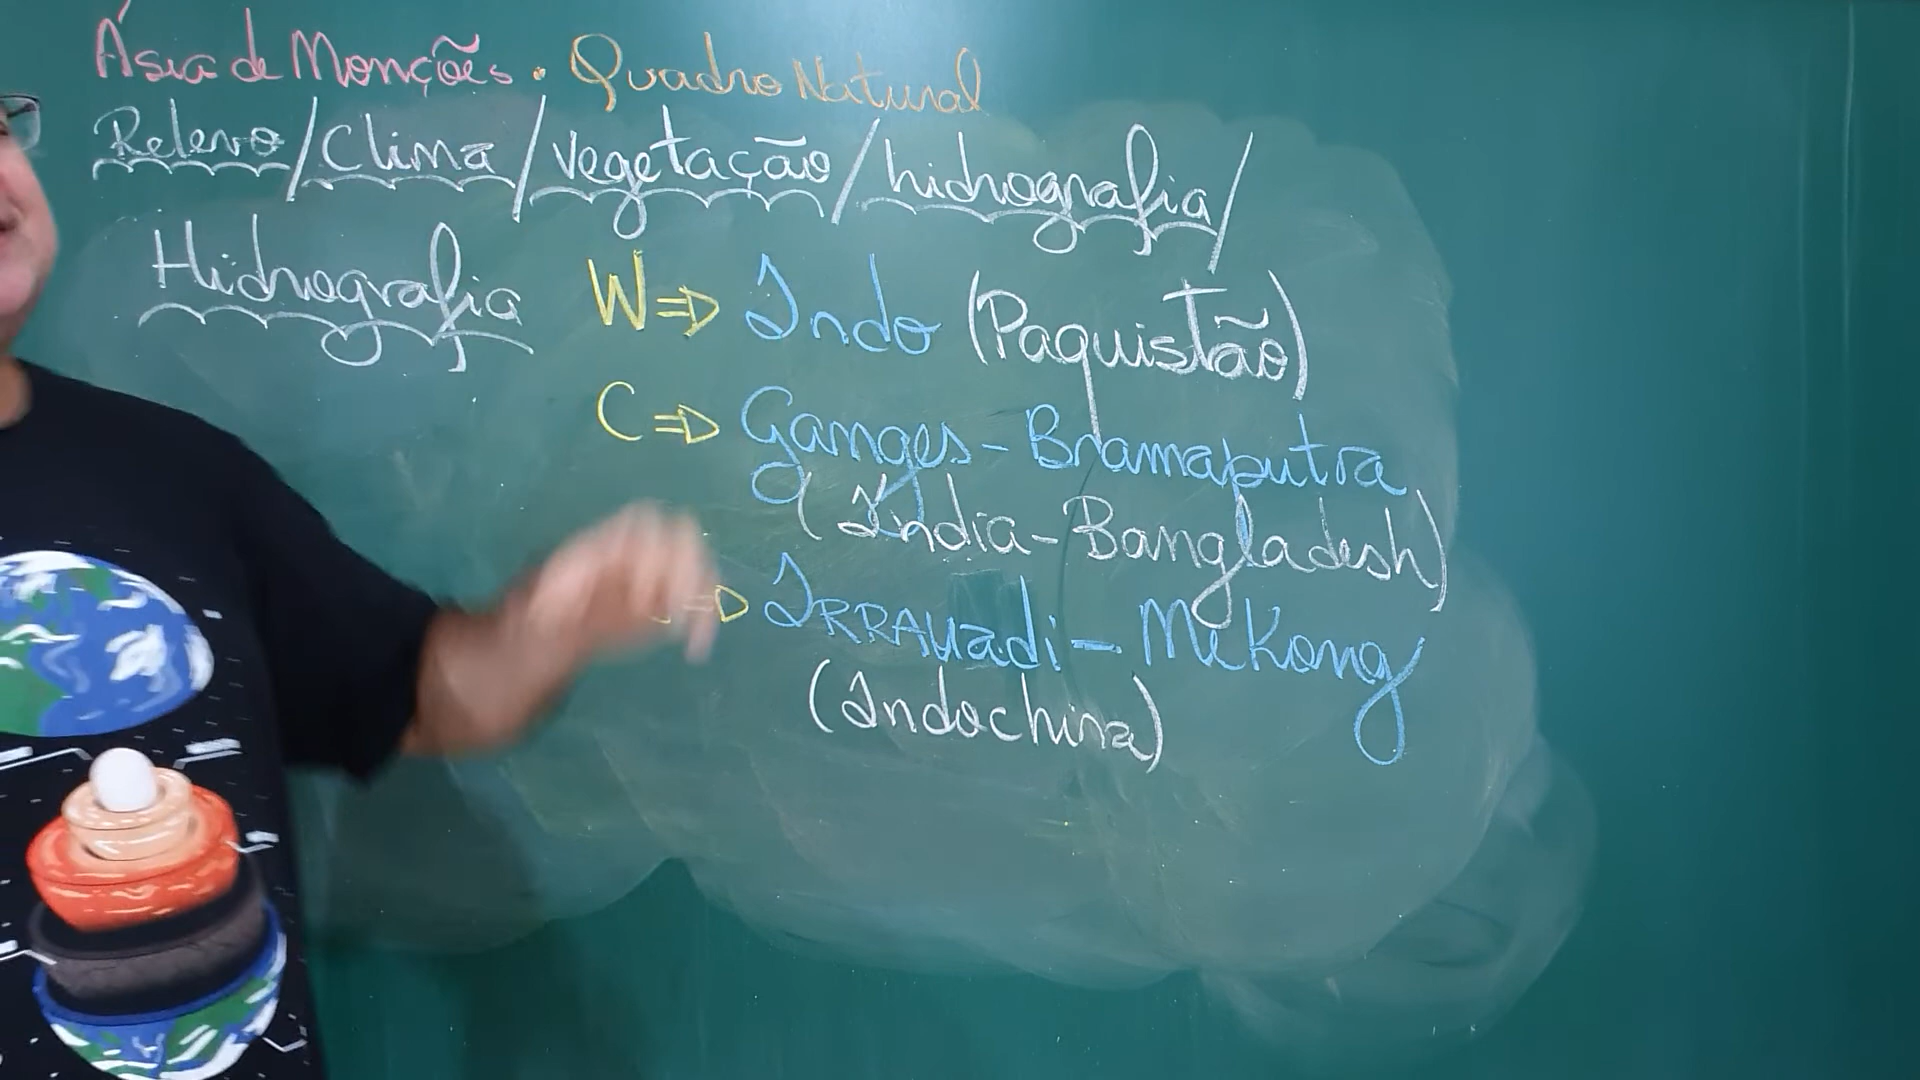 Ásia de Monções • Quadro Natural
Relevo/Clima/vegetação/hidrografia/
Hidrografia W ⇒ Indo (Paquistão)
C ⇒ Ganges - Bramaputra
(Índia - Bangladesh)
⇒ IRRAUadi - MeKong
(Indochina)